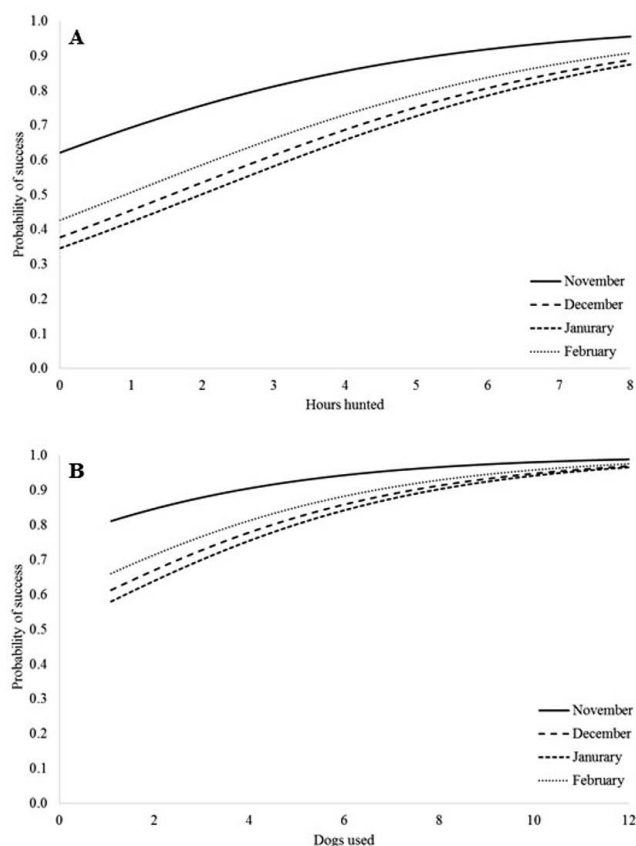 A
1.0
0.9
0.8
0.7
0.6
0.5
0.4
0.3
0.2
0.1
0.0
Probability of success
November
December
Janurary
February
0 1 2 3 4 5 6 7 8
Hours hunted
B
1.0
0.9
0.8
0.7
0.6
0.5
0.4
0.3
0.2
0.1
0.0
Probability of success
November
December
Janurary
February
0 2 4 6 8 10 12
Dogs used